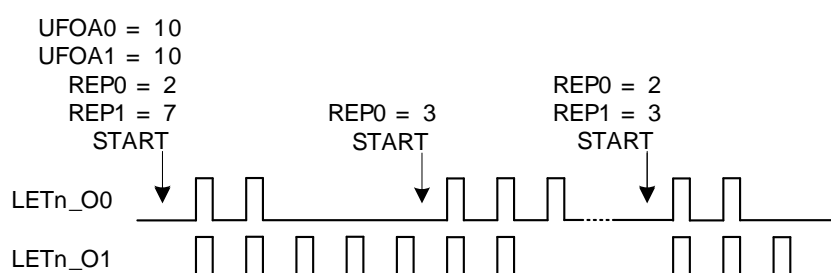 UFOA0 = 10
UFOA1 = 10
REP0 = 2
REP1 = 7
START
REP0 = 3
START
REP0 = 2
REP1 = 3
START
LETn_O0
LETn_O1